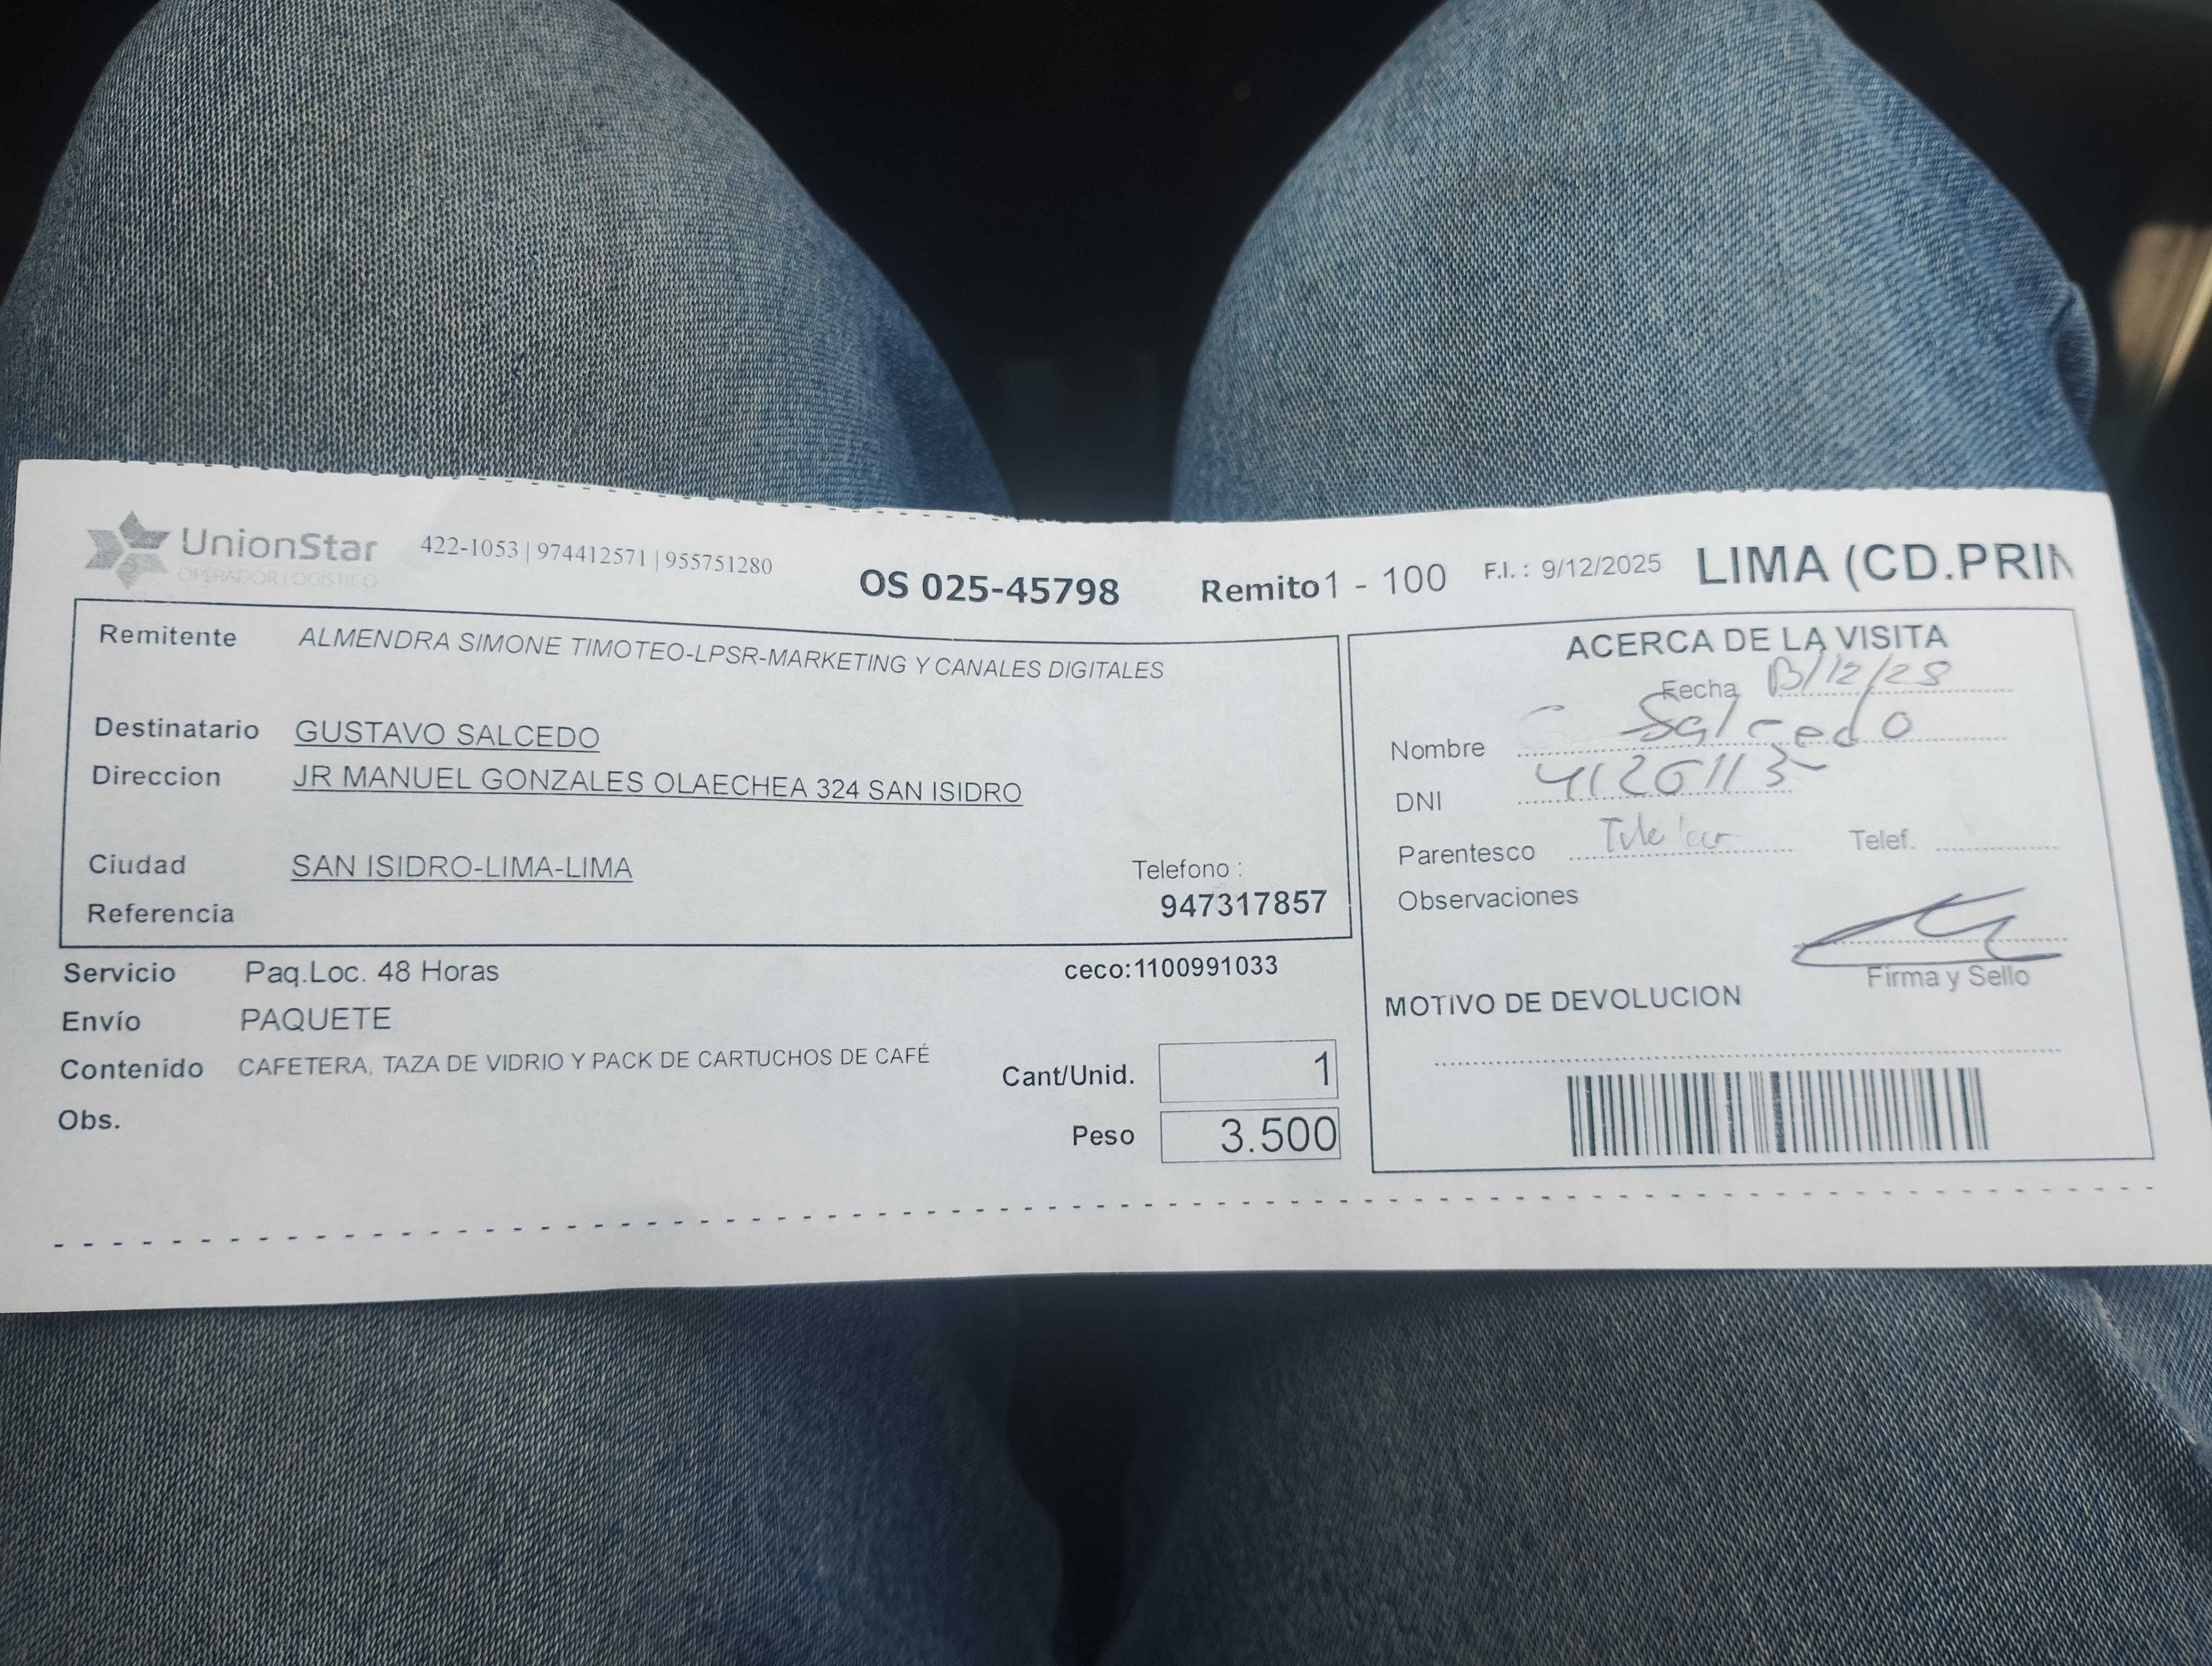 UnionStar
OPERADOR LOGÍSTICO
422-1053 | 974412571 | 955751280
OS 025-45798
Remito 1 - 100
F.I. : 9/12/2025
LIMA (CD.PRIN
Remitente ALMENDRA SIMONE TIMOTEO-LPSR-MARKETING Y CANALES DIGITALES
Destinatario GUSTAVO SALCEDO
Direccion JR MANUEL GONZALES OLAECHEA 324 SAN ISIDRO
Ciudad SAN ISIDRO-LIMA-LIMA
Telefono :
947317857
Referencia
Servicio Paq.Loc. 48 Horas
ceco:1100991033
Envío PAQUETE
Contenido CAFETERA, TAZA DE VIDRIO Y PACK DE CARTUCHOS DE CAFÉ
Cant/Unid. 1
Obs.
Peso 3.500
ACERCA DE LA VISITA
Fecha
Nombre Salcedo
DNI
Parentesco Titular
Telef.
Observaciones
Firma y Sello
MOTIVO DE DEVOLUCION